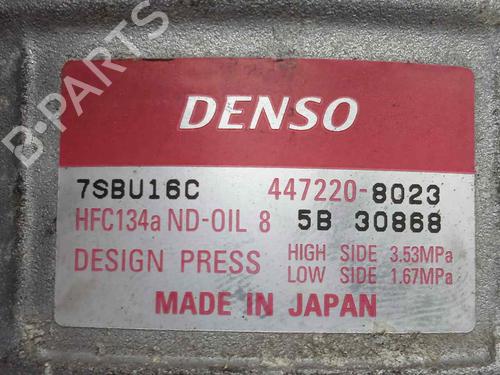 B-PARTS
DENSO
7SBU16C 447220-8023
HFC134a ND-OIL 8 5B 30868
DESIGN PRESS HIGH SIDE 3.53MPa
LOW SIDE 1.67MPa
MADE IN JAPAN